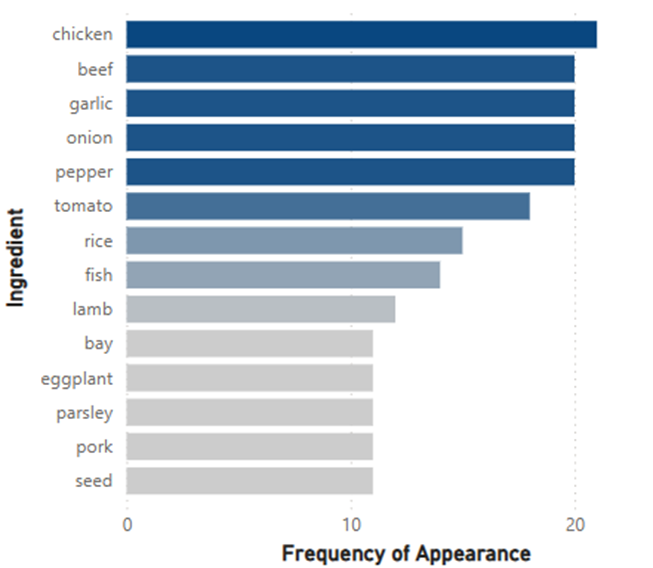 chicken
beef
garlic
onion
pepper
tomato
rice
fish
lamb
bay
eggplant
parsley
pork
seed
Ingredient
0 10 20
Frequency of Appearance